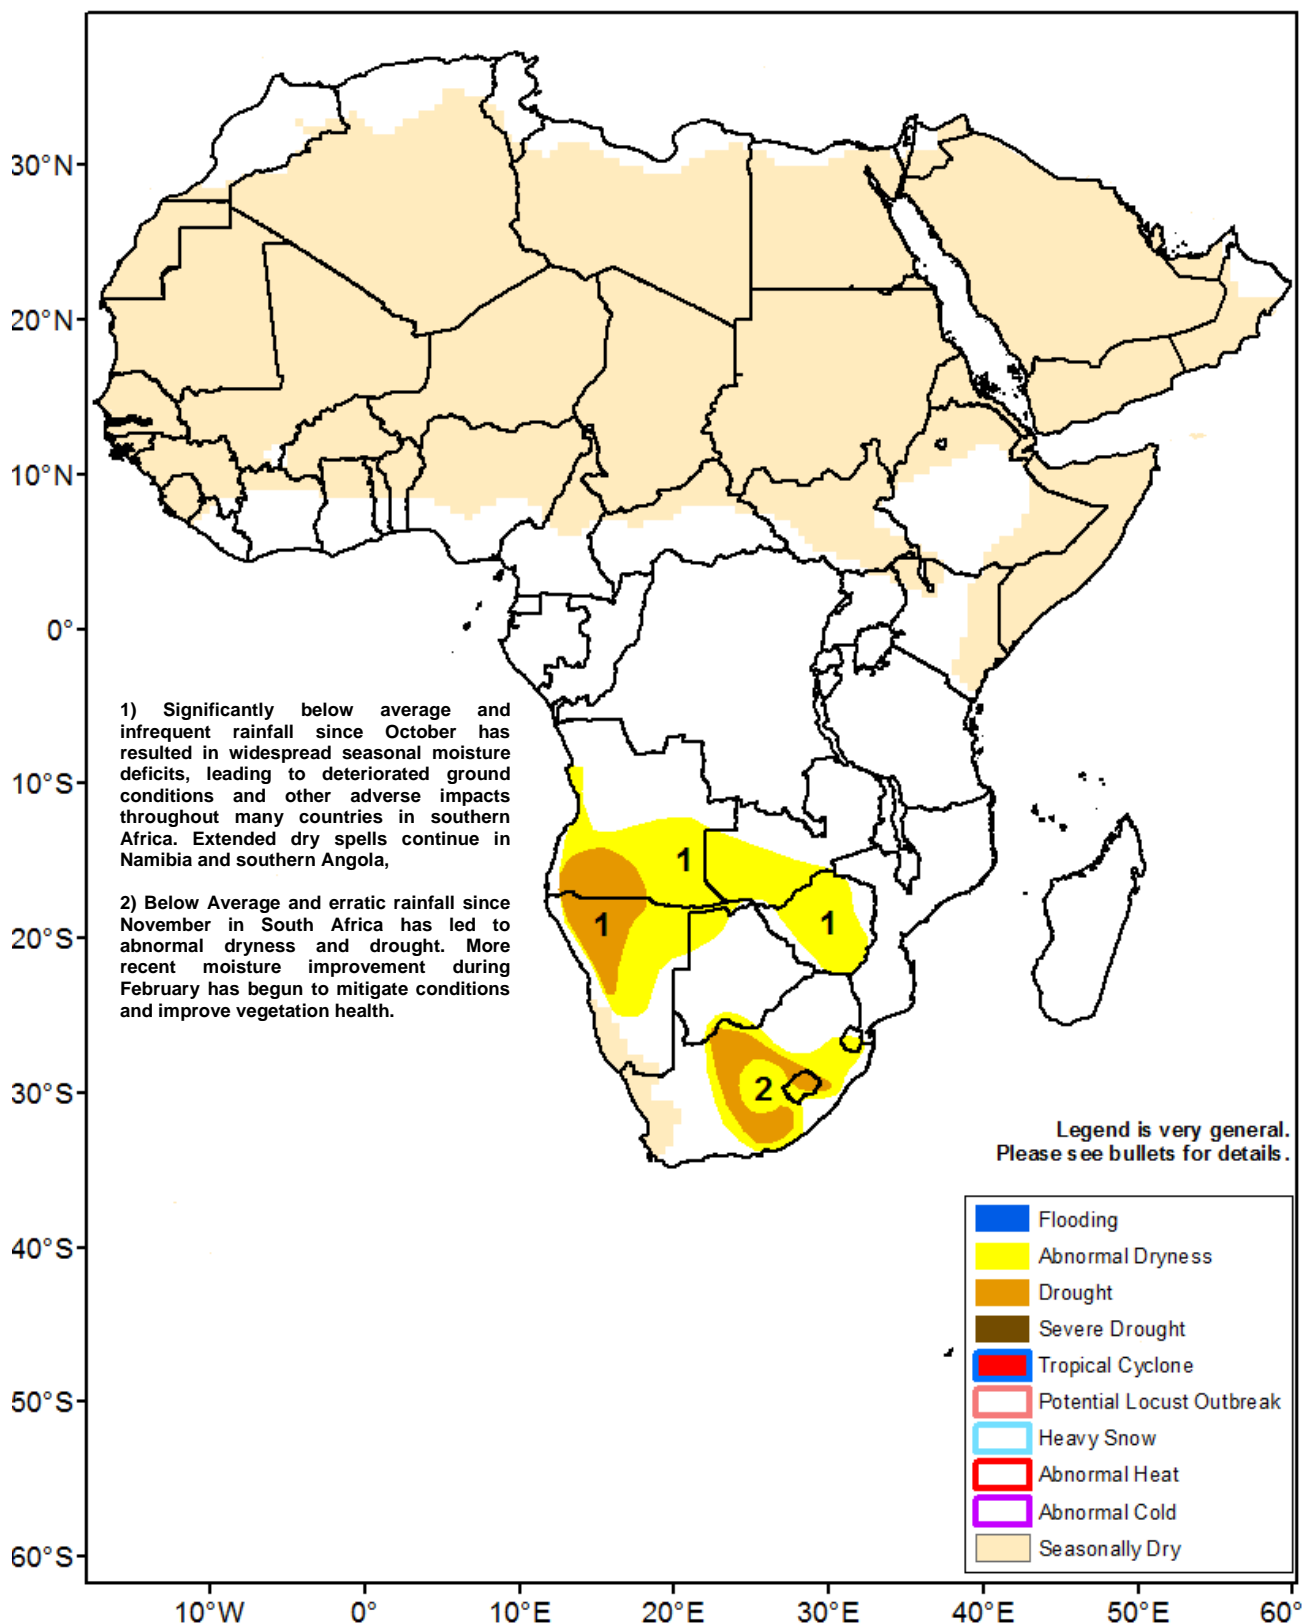 30°N
20°N
10°N
0°
10°S
20°S
30°S
40°S
50°S
60°S
1) Significantly below average and
infrequent rainfall since October has
resulted in widespread seasonal moisture
deficits, leading to deteriorated ground
conditions and other adverse impacts
throughout many countries in southern
Africa. Extended dry spells continue in
Namibia and southern Angola,
2) Below Average and erratic rainfall since
November in South Africa has led to
abnormal dryness and drought. More
recent moisture improvement during
February has begun to mitigate conditions
and improve vegetation health.
1
1
1
2
Legend is very general.
Please see bullets for details.
Flooding
Abnormal Dryness
Drought
Severe Drought
Tropical Cyclone
Potential Locust Outbreak
Heavy Snow
Abnormal Heat
Abnormal Cold
Seasonally Dry
10°W 0° 10°E 20°E 30°E 40°E 50°E 60°